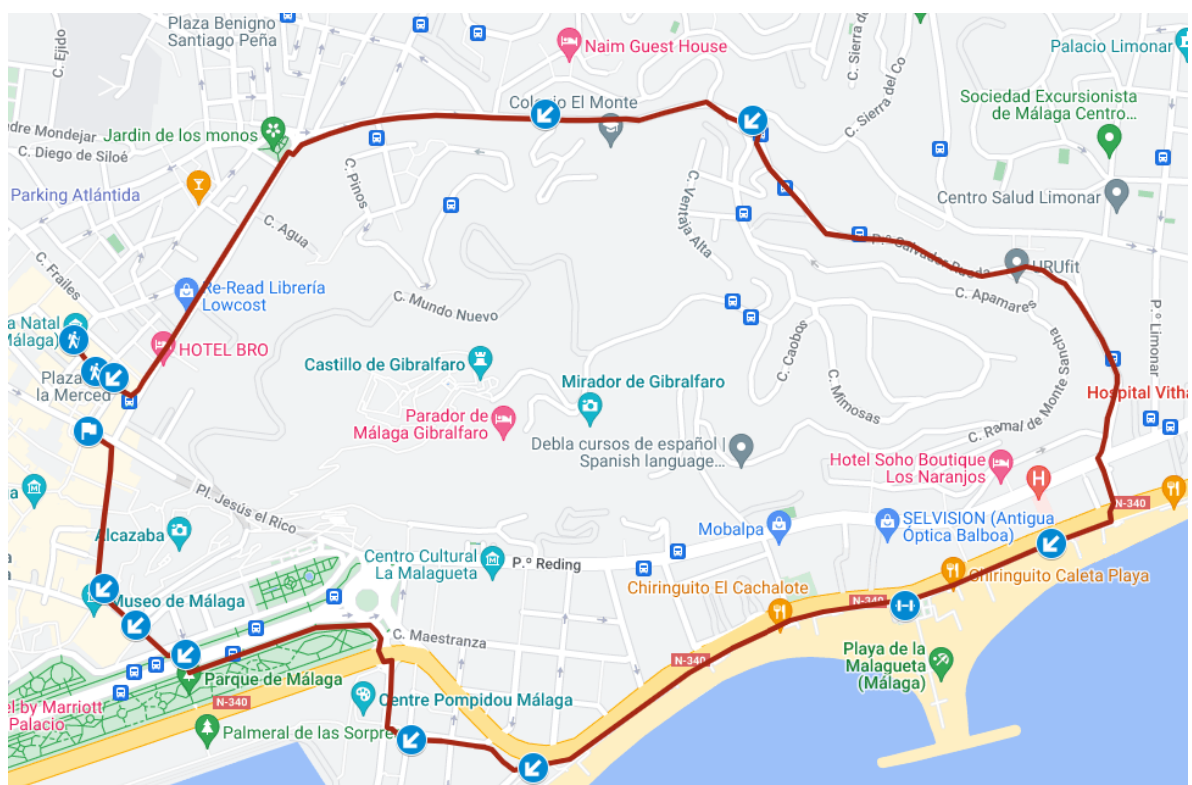 Plaza Benigno
Santiago Peña
C. Ejido
Naim Guest House
C. Sierra del Co
Palacio Limonar
Colegio El Monte
Sociedad Excursionista
de Málaga Centro...
dre Mondejar
Jardin de los monos
C. Diego de Siloé
Parking Atlántida
C. Pinos
C. Ventaja Alta
Centro Salud Limonar
C. Agua
P.º Salvador Rueda
URUfit
C. Frailes
Re-Read Librería
Lowcost
C. Mundo Nuevo
C. Apamares
P.º Limonar
a Natal
Málaga)
HOTEL BRO
Plaza
la Merced
Castillo de Gibralfaro
Mirador de Gibralfaro
C. Caobos
C. Mimosas
C. Ramal de Monte Sancha
Hospital Vitha
Parador de
Málaga Gibralfaro
Debla cursos de español |
Spanish language...
Hotel Soho Boutique
Los Naranjos
H
N-340
Pl. Jesús el Rico
a
Alcazaba
Mobalpa
SELVISION (Antigua
Óptica Balboa)
Centro Cultural
La Malagueta
P.º Reding
Chiringuito El Cachalote
Chiringuito Caleta Playa
Museo de Málaga
N-340
C. Maestranza
Playa de la
Malagueta
(Málaga)
N-340
Parque de Málaga
el by Marriott
Palacio
N-340
Centre Pompidou Málaga
Palmeral de las Sorpre